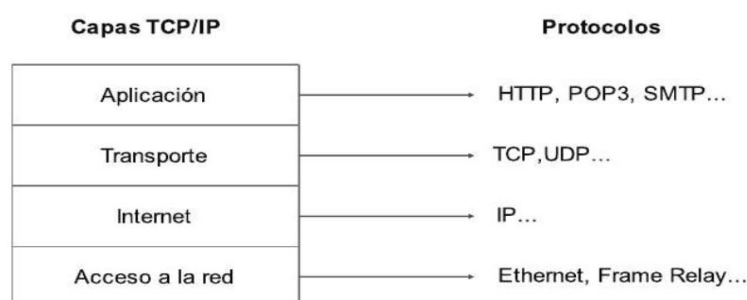 Capas TCP/IP Protocolos
Aplicación HTTP, POP3, SMTP...
Transporte TCP,UDP...
Internet IP...
Acceso a la red Ethernet, Frame Relay...